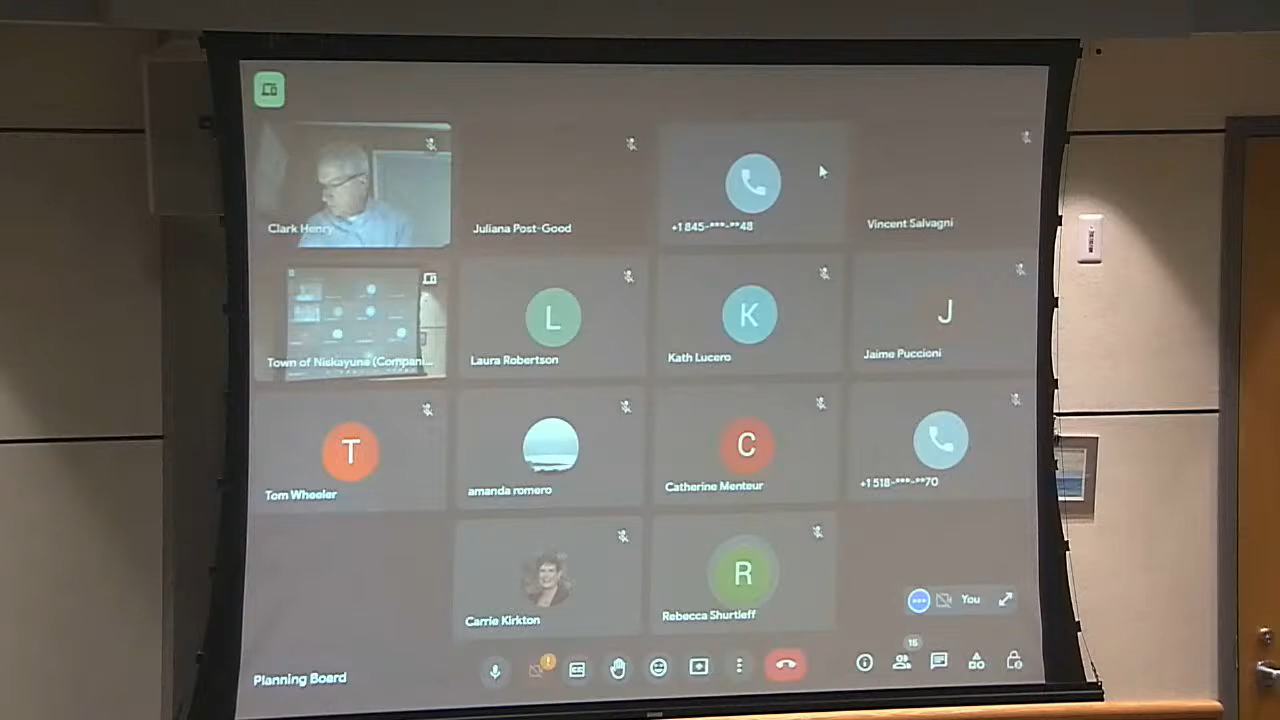 Clark Henry
Juliana Post-Good
+1 845-***-**48
Vincent Salvagni
Town of Niskayuna (Compani...
L
Laura Robertson
K
Kath Lucero
J
Jaime Puccioni
T
Tom Wheeler
amanda romero
C
Catherine Menteur
+1 518-***-**70
Carrie Kirkton
R
Rebecca Shurtleff
You
Planning Board
15